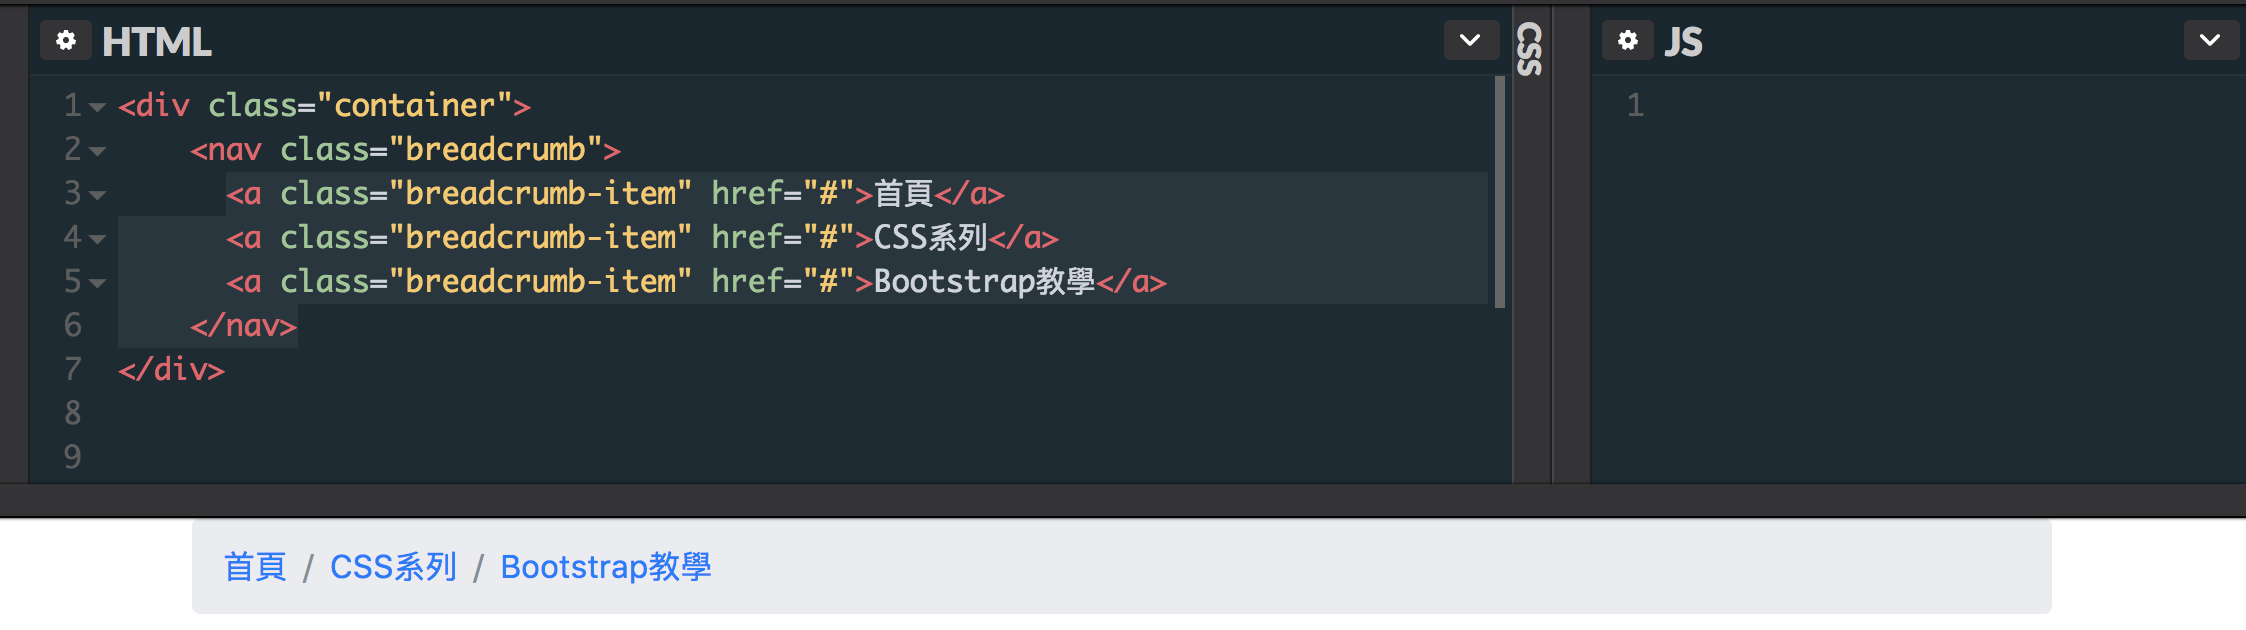 HTML
CSS
JS
1 <div class="container">
2 <nav class="breadcrumb">
3 <a class="breadcrumb-item" href="#">首頁</a>
4 <a class="breadcrumb-item" href="#">CSS系列</a>
5 <a class="breadcrumb-item" href="#">Bootstrap教學</a>
6 </nav>
7 </div>
8
9
1
首頁 / CSS系列 / Bootstrap教學